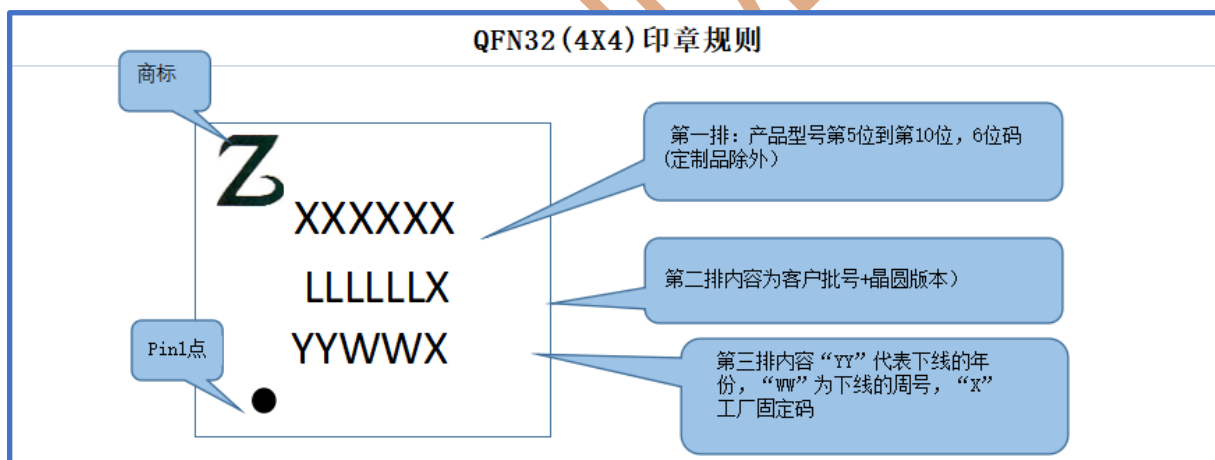 QFN32(4X4)印章规则
商标
Z
第一排：产品型号第5位到第10位，6位码
(定制品除外）
XXXXXX
第二排内容为客户批号+晶圆版本）
LLLLLLX
YYWWX
Pin1点
第三排内容“YY”代表下线的年
份，“WW”为下线的周号，“X”
工厂固定码